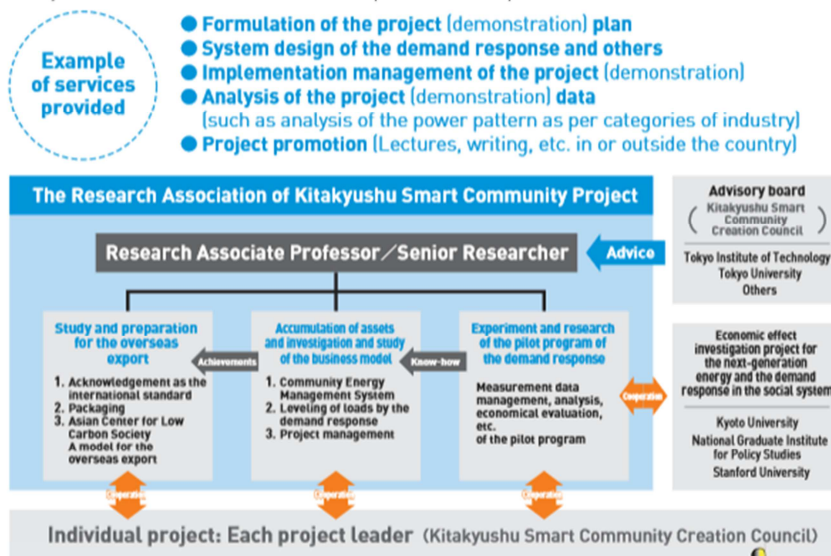 Example
of services
provided
● Formulation of the project (demonstration) plan
● System design of the demand response and others
● Implementation management of the project (demonstration)
● Analysis of the project (demonstration) data
(such as analysis of the power pattern as per categories of industry)
● Project promotion (Lectures, writing, etc. in or outside the country)
The Research Association of Kitakyushu Smart Community Project
Research Associate Professor/Senior Researcher
Advice
Advisory board
(Kitakyushu Smart
Community
Creation Council)
Tokyo Institute of Technology
Tokyo University
Others
Study and preparation
for the overseas
export
1. Acknowledgement as the
international standard
2. Packaging
3. Asian Center for Low
Carbon Society
A model for the
overseas export
Achievements
Accumulation of assets
and investigation and study
of the business model
1. Community Energy
Management System
2. Leveling of loads by the
demand response
3. Project management
Know-how
Experiment and research
of the pilot program of
the demand response
Measurement data
management, analysis,
economical evaluation,
etc.
of the pilot program
Cooperation
Economic effect
investigation project for
the next-generation
energy and the demand
response in the social system
Kyoto University
National Graduate Institute
for Policy Studies
Stanford University
Cooperation
Cooperation
Cooperation
Individual project: Each project leader (Kitakyushu Smart Community Creation Council)